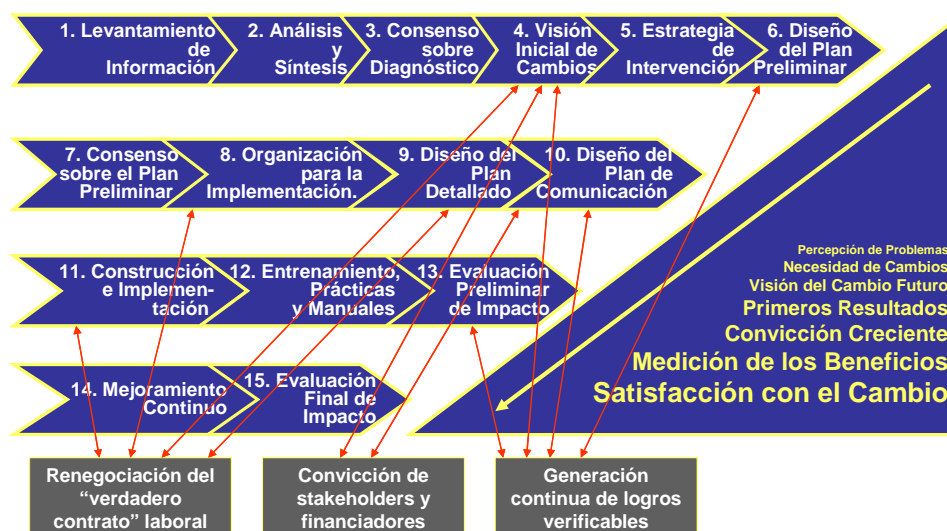 1. Levantamiento
de
Información
2. Análisis
y
Síntesis
3. Consenso
sobre
Diagnóstico
4. Visión
Inicial de
Cambios
5. Estrategia
de
Intervención
6. Diseño
del Plan
Preliminar
7. Consenso
sobre el Plan
Preliminar
8. Organización
para la
Implementación.
9. Diseño del
Plan
Detallado
10. Diseño del
Plan de
Comunicación
11. Construcción
e Implemen-
tación
12. Entrenamiento,
Prácticas
y Manuales
13. Evaluación
Preliminar
de Impacto
14. Mejoramiento
Continuo
15. Evaluación
Final de
Impacto
Percepción de Problemas
Necesidad de Cambios
Visión del Cambio Futuro
Primeros Resultados
Convicción Creciente
Medición de los Beneficios
Satisfacción con el Cambio
Renegociación del
“verdadero
contrato” laboral
Convicción de
stakeholders y
financiadores
Generación
continua de logros
verificables